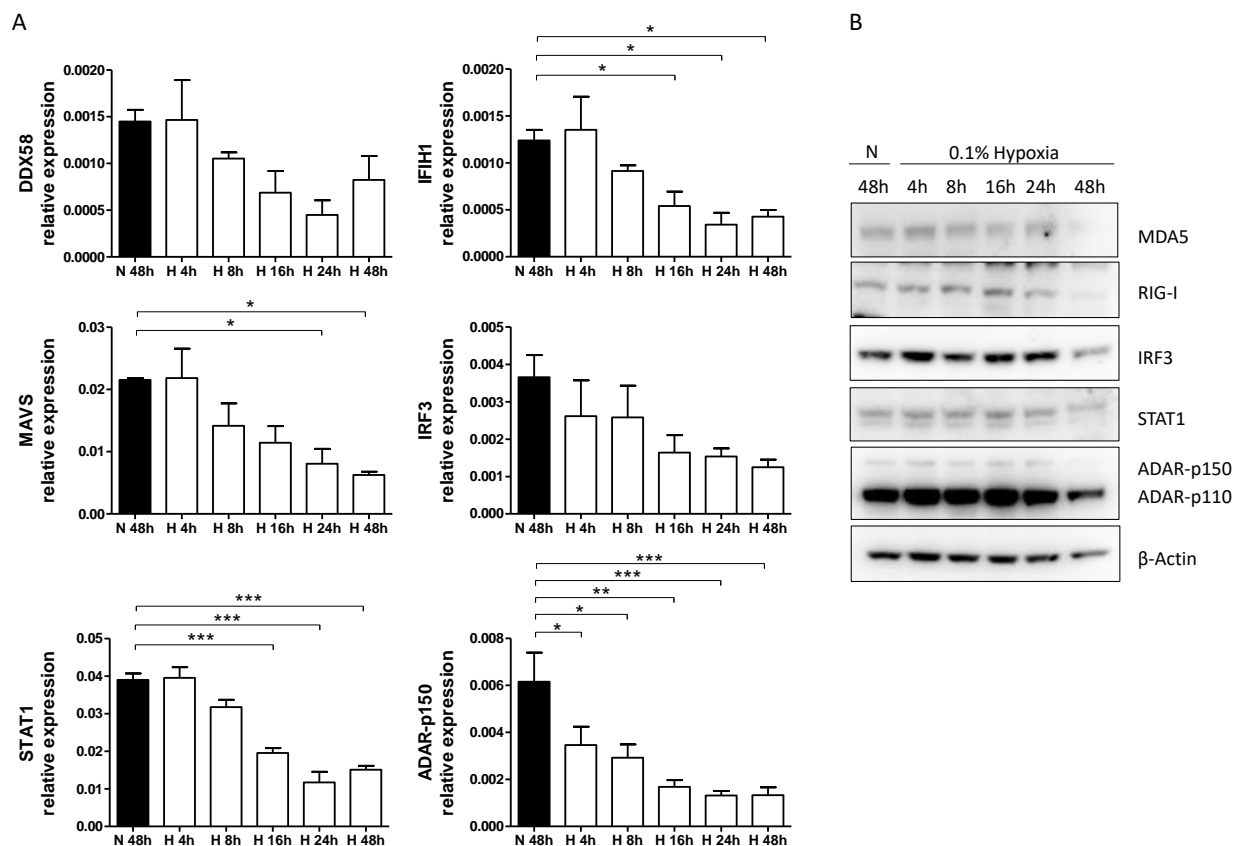 A
B
DDX58
relative expression
0.0020
0.0015
0.0010
0.0005
0.0000
N 48h H 4h H 8h H 16h H 24h H 48h
*
*
*
IFIH1
relative expression
0.0020
0.0015
0.0010
0.0005
0.0000
N 48h H 4h H 8h H 16h H 24h H 48h
*
*
MAVS
relative expression
0.03
0.02
0.01
0.00
N 48h H 4h H 8h H 16h H 24h H 48h
IRF3
relative expression
0.005
0.004
0.003
0.002
0.001
0.000
N 48h H 4h H 8h H 16h H 24h H 48h
***
***
***
STAT1
relative expression
0.05
0.04
0.03
0.02
0.01
0.00
N 48h H 4h H 8h H 16h H 24h H 48h
***
***
**
*
*
ADAR-p150
relative expression
0.008
0.006
0.004
0.002
0.000
N 48h H 4h H 8h H 16h H 24h H 48h
N 0.1% Hypoxia
48h 4h 8h 16h 24h 48h
MDA5
RIG-I
IRF3
STAT1
ADAR-p150
ADAR-p110
β-Actin